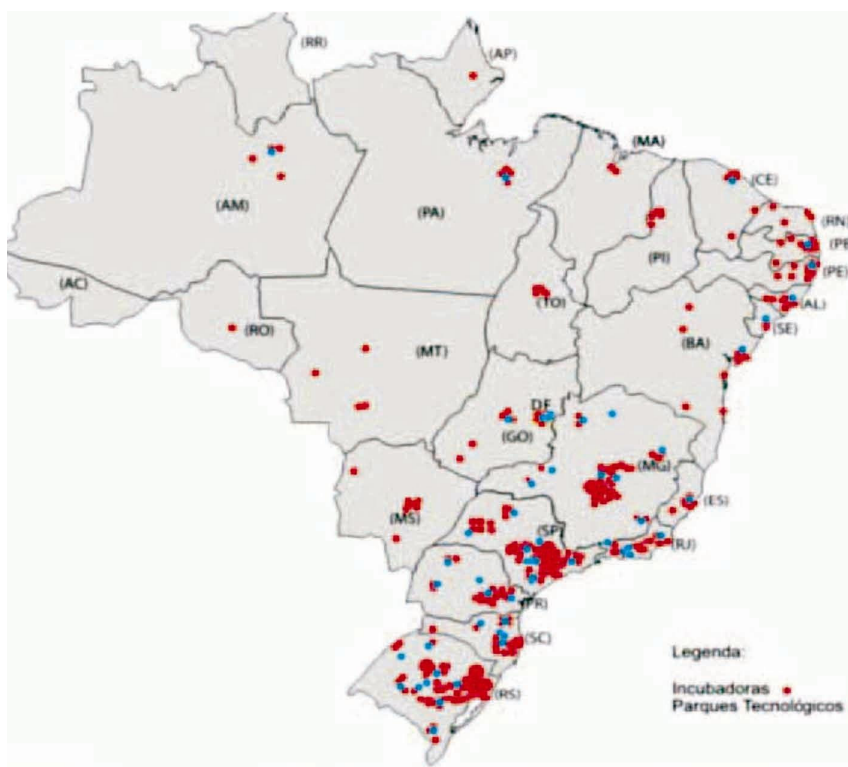 (RR)
(AP)
(MA)
(CE)
(AM)
(PA)
(RN)
(PB
(PI)
(PE)
(AC)
(TO)
(AL)
(RO)
(SE)
(BA)
(MT)
DF
(GO)
(MG)
(ES)
(MS)
(SP)
(RJ)
(PR)
(SC)
(RS)
Legenda:
Incubadoras
Parques Tecnológicos